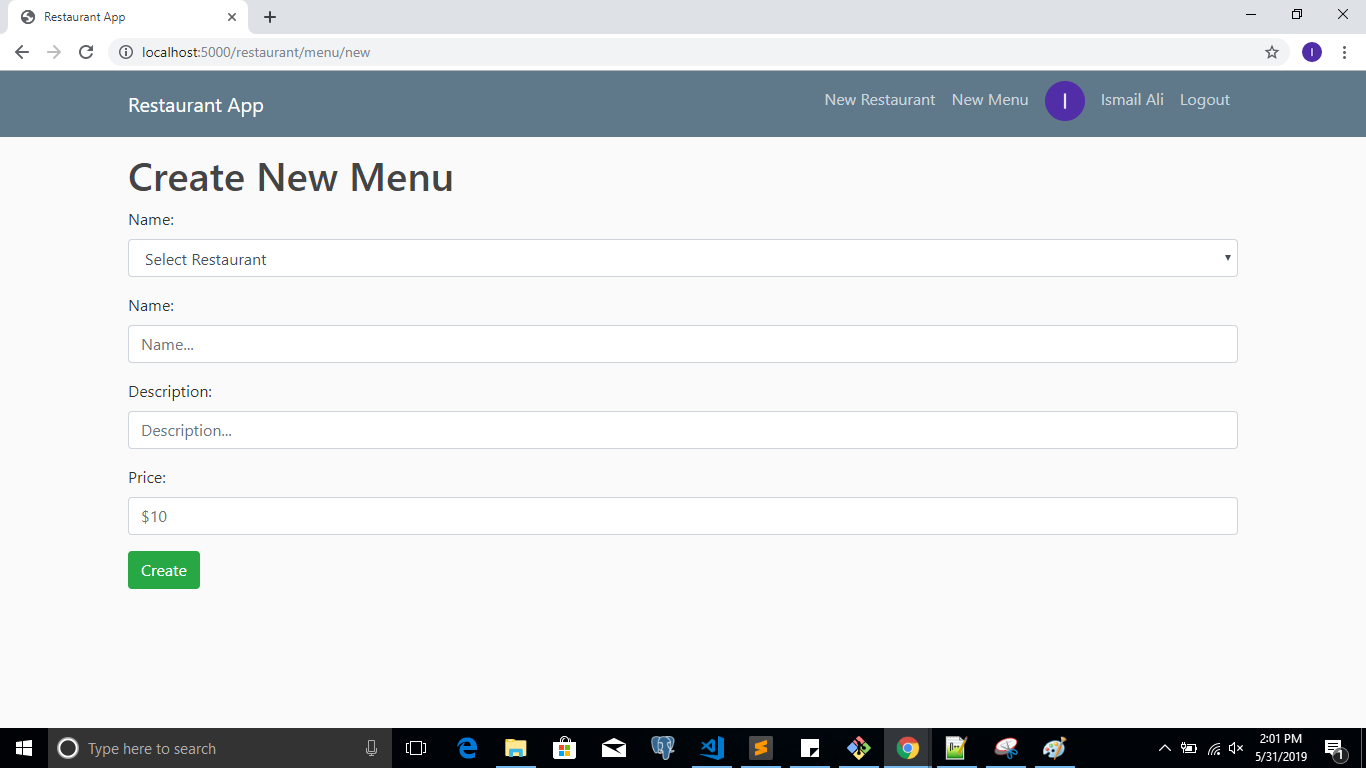 Restaurant App
localhost:5000/restaurant/menu/new
I
Restaurant App
New Restaurant New Menu I Ismail Ali Logout
Create New Menu
Name:
Select Restaurant
Name:
Name...
Description:
Description...
Price:
$10
Create
Type here to search
2:01 PM
5/31/2019
1